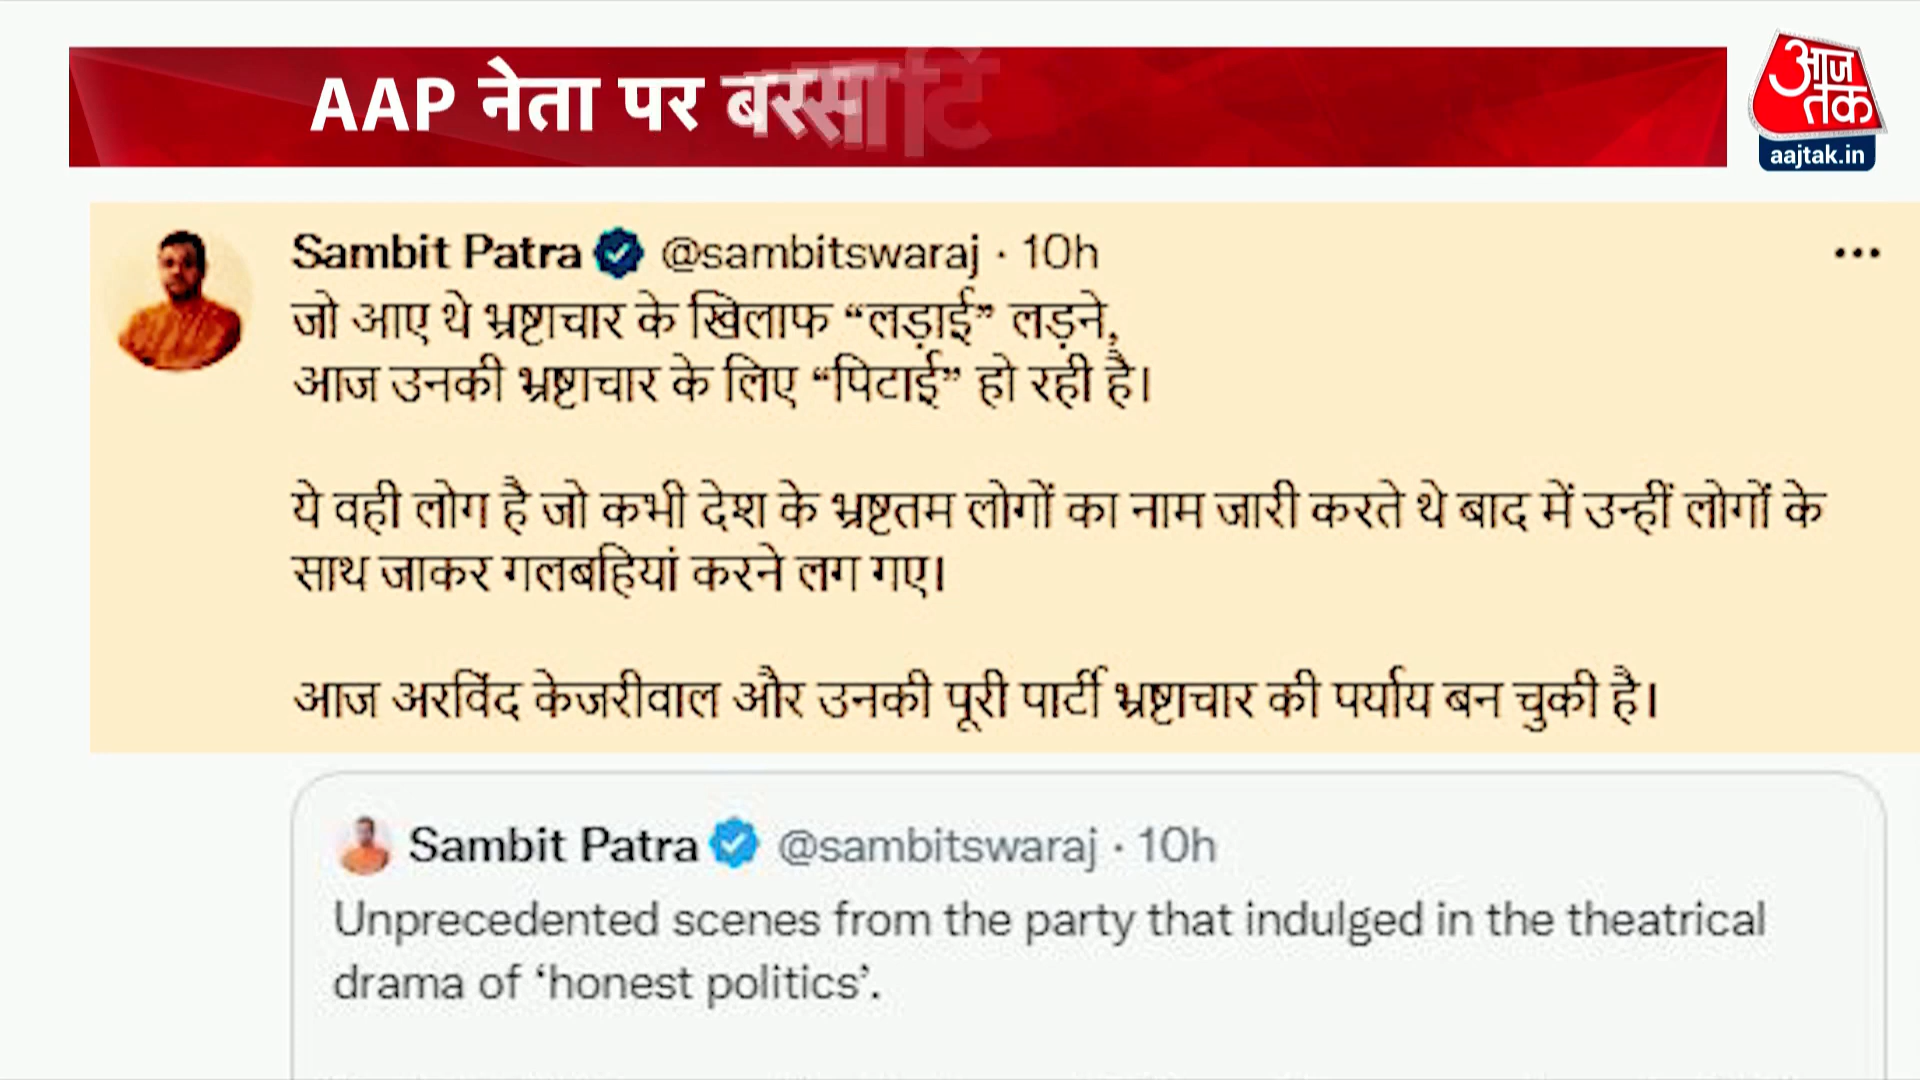 AAP नेता पर बरसा
आज
तक
aajtak.in
Sambit Patra @sambitswaraj · 10h
जो आए थे भ्रष्टाचार के खिलाफ “लड़ाई” लड़ने,
आज उनकी भ्रष्टाचार के लिए “पिटाई” हो रही है।
ये वही लोग है जो कभी देश के भ्रष्टतम लोगों का नाम जारी करते थे बाद में उन्हीं लोगों के
साथ जाकर गलबहियां करने लग गए।
आज अरविंद केजरीवाल और उनकी पूरी पार्टी भ्रष्टाचार की पर्याय बन चुकी है।
Sambit Patra @sambitswaraj · 10h
Unprecedented scenes from the party that indulged in the theatrical
drama of ‘honest politics’.